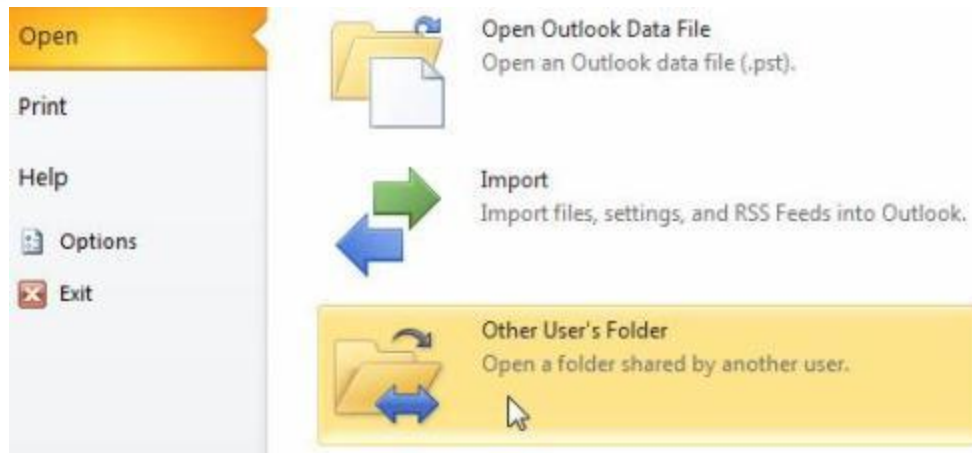 Open
Print
Help
Options
Exit
Open Outlook Data File
Open an Outlook data file (.pst).
Import
Import files, settings, and RSS Feeds into Outlook.
Other User's Folder
Open a folder shared by another user.